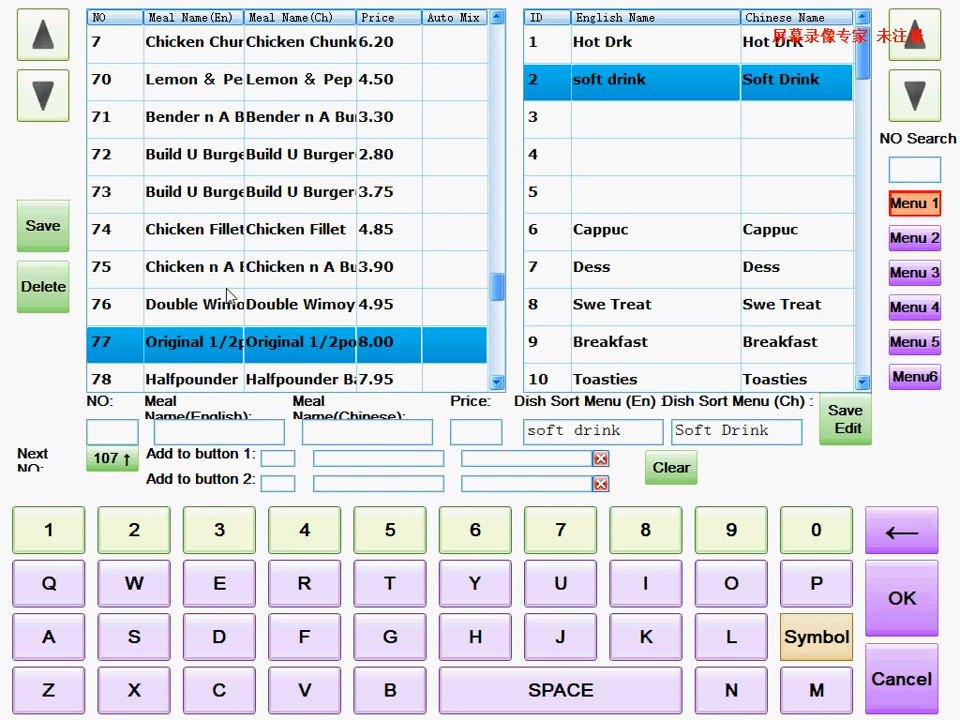 NO Meal Name(En) Meal Name(Ch) Price Auto Mix
7 Chicken Chur Chicken Chunk 6.20
70 Lemon & Pe Lemon & Pep 4.50
71 Bender n A B Bender n A Bu 3.30
72 Build U Burge Build U Burger 2.80
73 Build U Burge Build U Burger 3.75
74 Chicken Fillet Chicken Fillet 4.85
75 Chicken n A B Chicken n A Bu 3.90
76 Double Wimo Double Wimoy 4.95
77 Original 1/2p Original 1/2po 8.00
78 Halfpounder Halfpounder Ba 7.95
ID English Name Chinese Name
1 Hot Drk Hot Drk
2 soft drink Soft Drink
3
4
5
6 Cappuc Cappuc
7 Dess Dess
8 Swe Treat Swe Treat
9 Breakfast Breakfast
10 Toasties Toasties
屏幕录像专家 未注册
NO Search
Menu 1
Menu 2
Menu 3
Menu 4
Menu 5
Menu6
Save
Delete
NO: Meal Name(English): Meal Name(Chinese): Price: Dish Sort Menu (En) : Dish Sort Menu (Ch) :
soft drink Soft Drink
Save Edit
Next NO: 107 ↑
Add to button 1:
Add to button 2:
Clear
1 2 3 4 5 6 7 8 9 0 ←
Q W E R T Y U I O P OK
A S D F G H J K L Symbol
Z X C V B SPACE N M Cancel